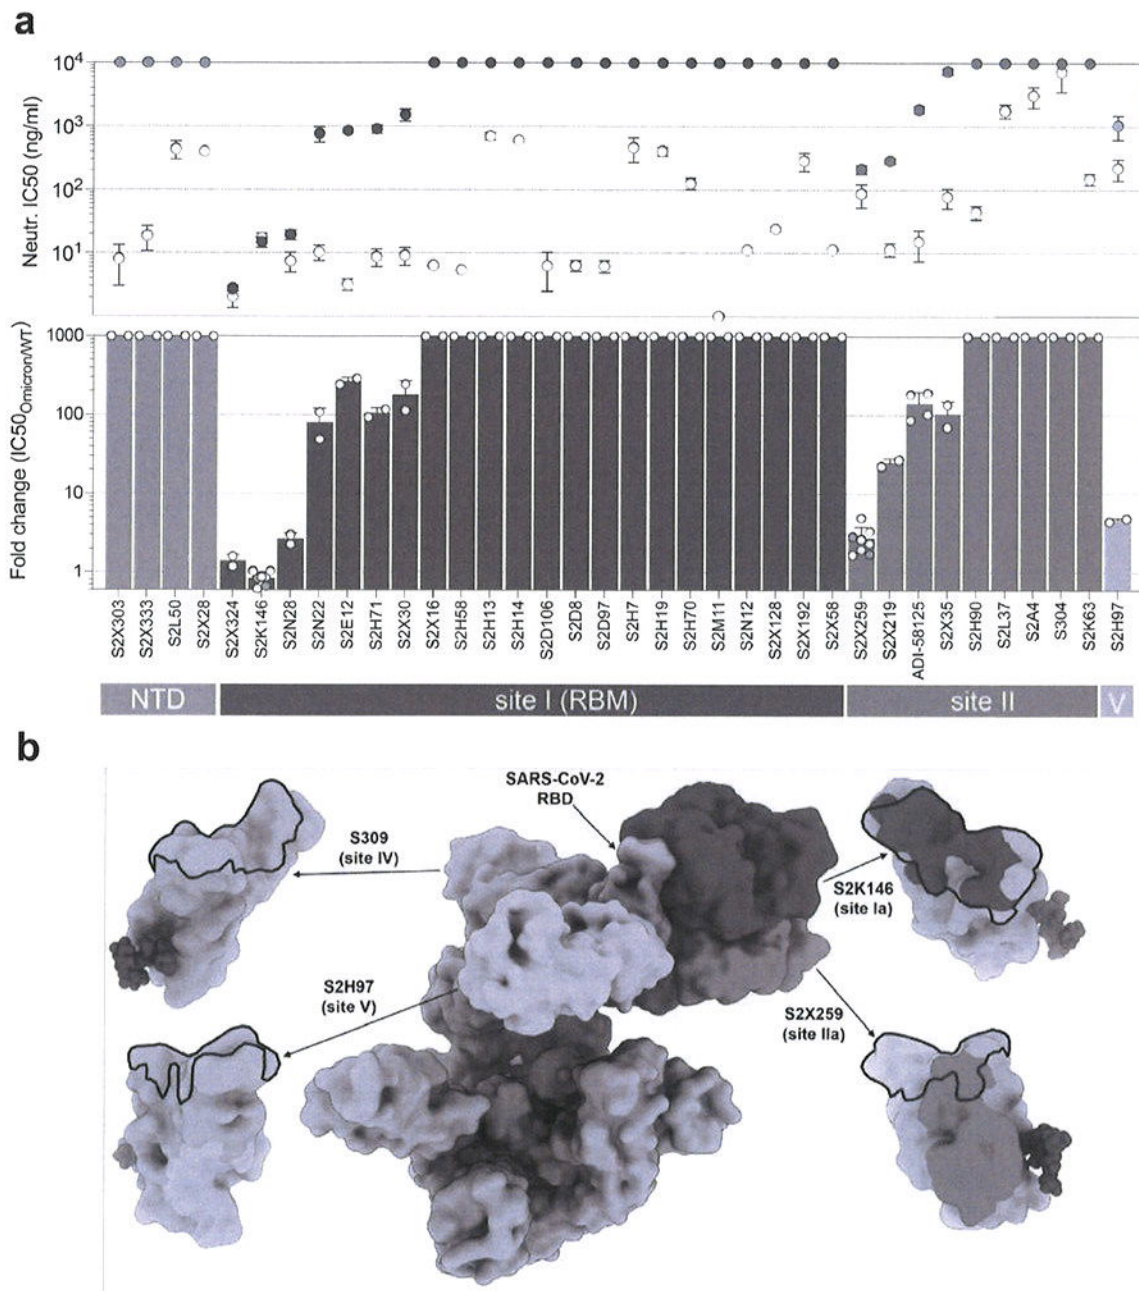 a
10⁴
10³
10²
10¹
Neutr. IC50 (ng/ml)
1000
100
10
1
Fold change (IC50Omicron/WT)
S2X303
S2X333
S2L50
S2X28
S2X324
S2K146
S2N28
S2N22
S2E12
S2H71
S2X30
S2X16
S2H58
S2H13
S2H14
S2D106
S2D8
S2D97
S2H7
S2H19
S2H70
S2M11
S2N12
S2X128
S2X192
S2X58
S2X259
S2X219
ADI-58125
S2X35
S2H90
S2L37
S2A4
S304
S2K63
S2H97
NTD
site I (RBM)
site II
V
b
SARS-CoV-2
RBD
S309
(site IV)
S2K146
(site Ia)
S2H97
(site V)
S2X259
(site IIa)